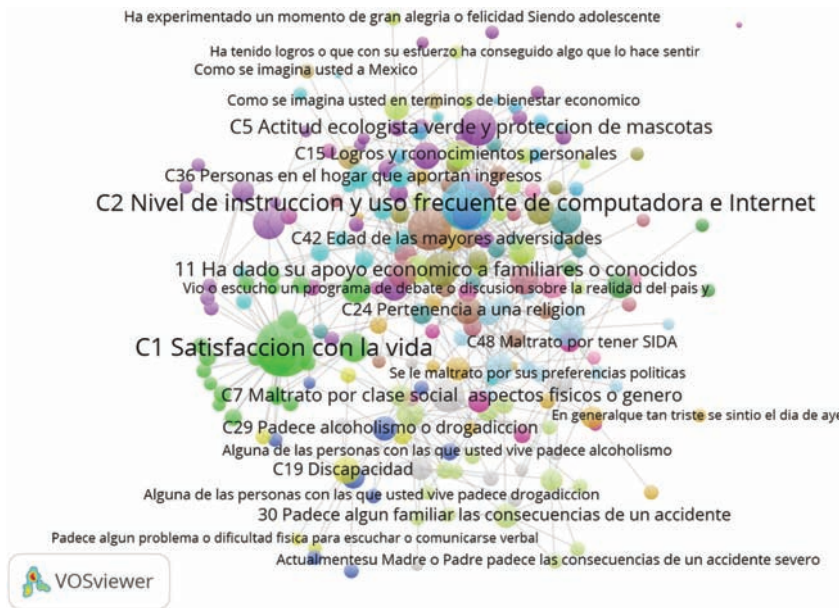 Ha experimentado un momento de gran alegria o felicidad Siendo adolescente
Ha tenido logros o que con su esfuerzo ha conseguido algo que lo hace sentir
Como se imagina usted a Mexico
Como se imagina usted en terminos de bienestar economico
C5 Actitud ecologista verde y proteccion de mascotas
C15 Logros y rconocimientos personales
C36 Personas en el hogar que aportan ingresos
C2 Nivel de instruccion y uso frecuente de computadora e Internet
C42 Edad de las mayores adversidades
11 Ha dado su apoyo economico a familiares o conocidos
Vio o escucho un programa de debate o discusion sobre la realidad del pais y
C24 Pertenencia a una religion
C48 Maltrato por tener SIDA
C1 Satisfaccion con la vida
Se le maltrato por sus preferencias politicas
C7 Maltrato por clase social aspectos fisicos o genero
En generalque tan triste se sintio el dia de aye
C29 Padece alcoholismo o drogadiccion
Alguna de las personas con las que usted vive padece alcoholismo
C19 Discapacidad
Alguna de las personas con las que usted vive padece drogadiccion
30 Padece algun familiar las consecuencias de un accidente
Padece algun problema o dificultad fisica para escuchar o comunicarse verbal
Actualmentesu Madre o Padre padece las consecuencias de un accidente severo
VOSviewer